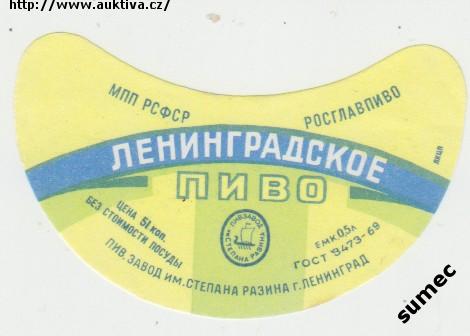 http://www.auktiva.cz/
МПП РСФСР
РОСГЛАВПИВО
ЛЕНИНГРАДСКОЕ
ПИВО
ЦЕНА 51 коп.
БЕЗ СТОИМОСТИ ПОСУДЫ
ПИВЗАВОД
им. СТЕПАНА РАЗИНА
ЕМК. 0,5л
ГОСТ 3473-69
ПИВ. ЗАВОД ИМ. СТЕПАНА РАЗИНА г. ЛЕНИНГРАД
sumec